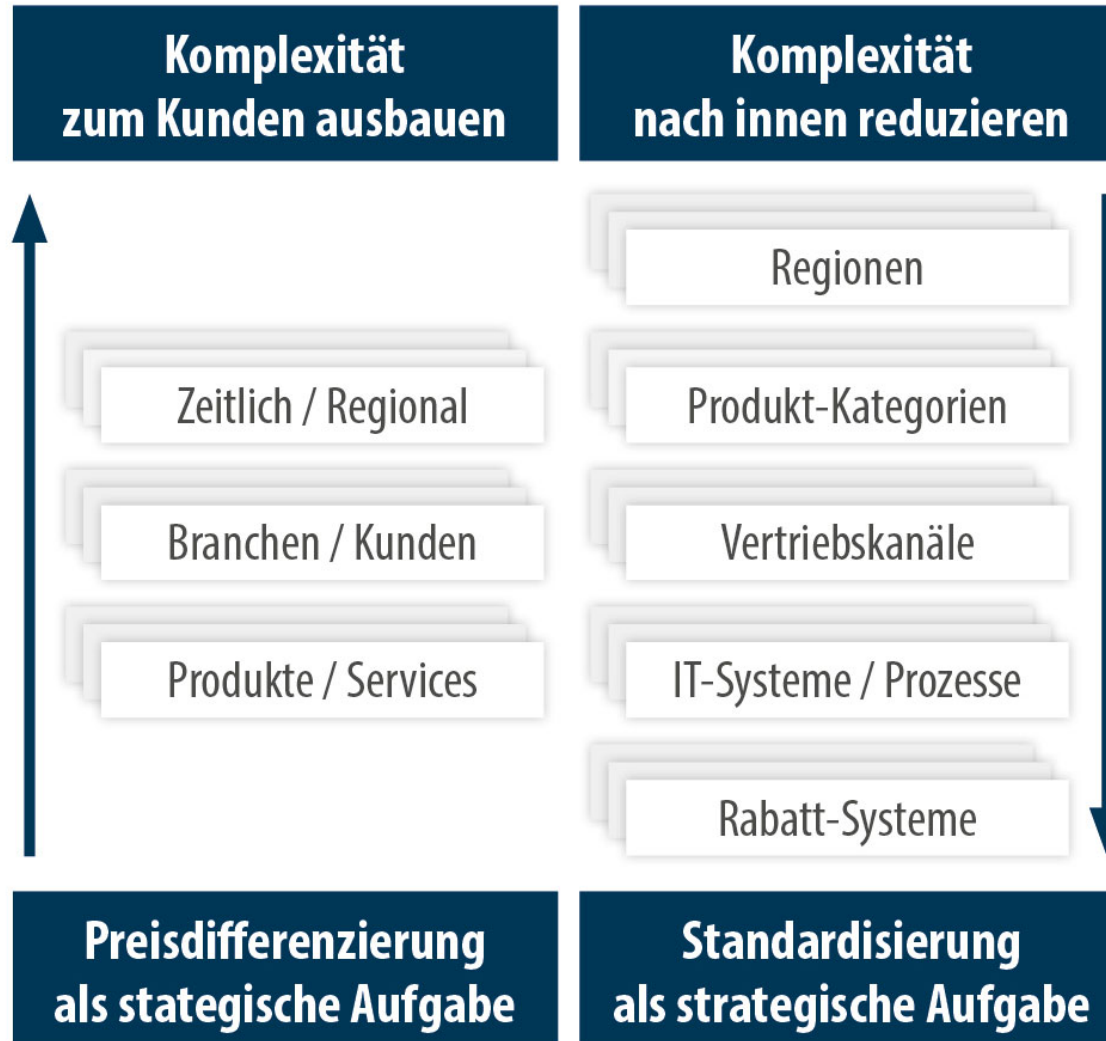 Komplexität
zum Kunden ausbauen
Komplexität
nach innen reduzieren
Zeitlich / Regional
Branchen / Kunden
Produkte / Services
Regionen
Produkt-Kategorien
Vertriebskanäle
IT-Systeme / Prozesse
Rabatt-Systeme
Preisdifferenzierung
als stategische Aufgabe
Standardisierung
als strategische Aufgabe